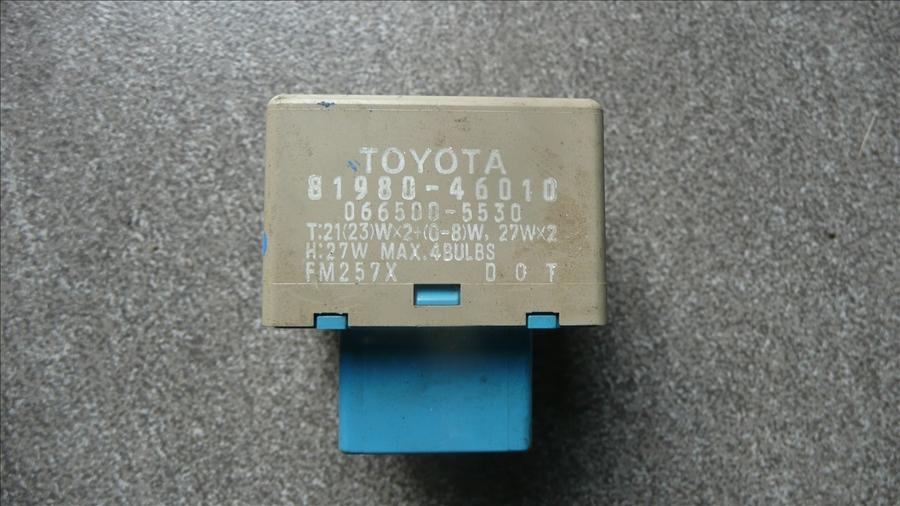 TOYOTA
81980-46010
066500-5530
T:21(23)W×2+(0-8)W, 27W×2
H:27W MAX.4BULBS
FM257X DOT